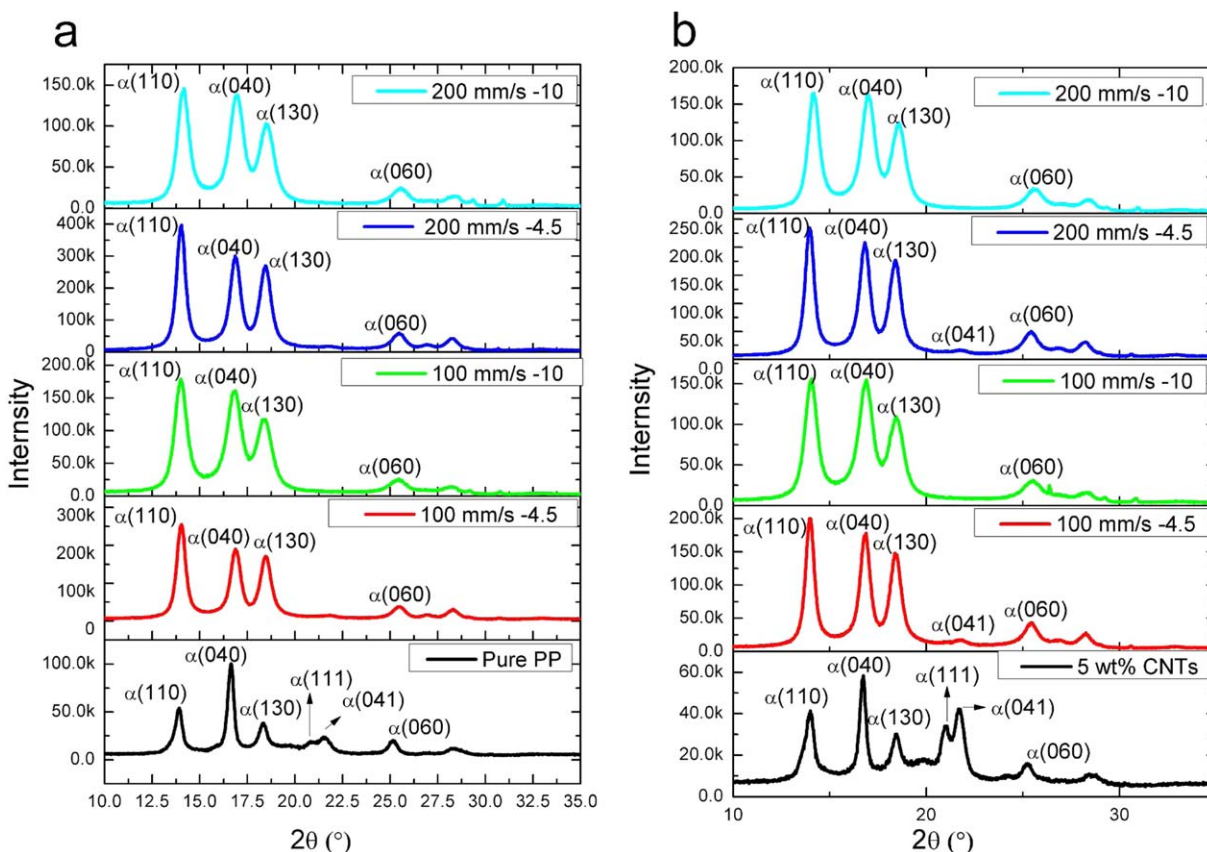 a
α(110)
α(040)
α(130)
α(060)
200 mm/s -10
150.0k
100.0k
50.0k
0.0
α(110)
α(040)
α(130)
α(060)
200 mm/s -4.5
400k
300k
200k
100k
0
α(110)
α(040)
α(130)
α(060)
100 mm/s -10
200.0k
150.0k
100.0k
50.0k
0.0
α(110)
α(040)
α(130)
α(060)
100 mm/s -4.5
300k
200k
100k
0
α(110)
α(040)
α(130)
α(111)
α(041)
α(060)
Pure PP
100.0k
50.0k
0.0
Internsity
10.0 12.5 15.0 17.5 20.0 22.5 25.0 27.5 30.0 32.5 35.0
2θ (°)
b
α(110)
α(040)
α(130)
α(060)
200 mm/s -10
200.0k
150.0k
100.0k
50.0k
0.0
α(110)
α(040)
α(130)
α(041)
α(060)
200 mm/s -4.5
250.0k
200.0k
150.0k
100.0k
50.0k
0.0
α(110)
α(040)
α(130)
α(060)
100 mm/s -10
150.0k
100.0k
50.0k
0.0
α(110)
α(040)
α(130)
α(041)
α(060)
100 mm/s -4.5
200.0k
150.0k
100.0k
50.0k
0.0
α(110)
α(040)
α(130)
α(111)
α(041)
α(060)
5 wt% CNTs
60.0k
40.0k
20.0k
0.0
Intensity
10 20 30
2θ (°)